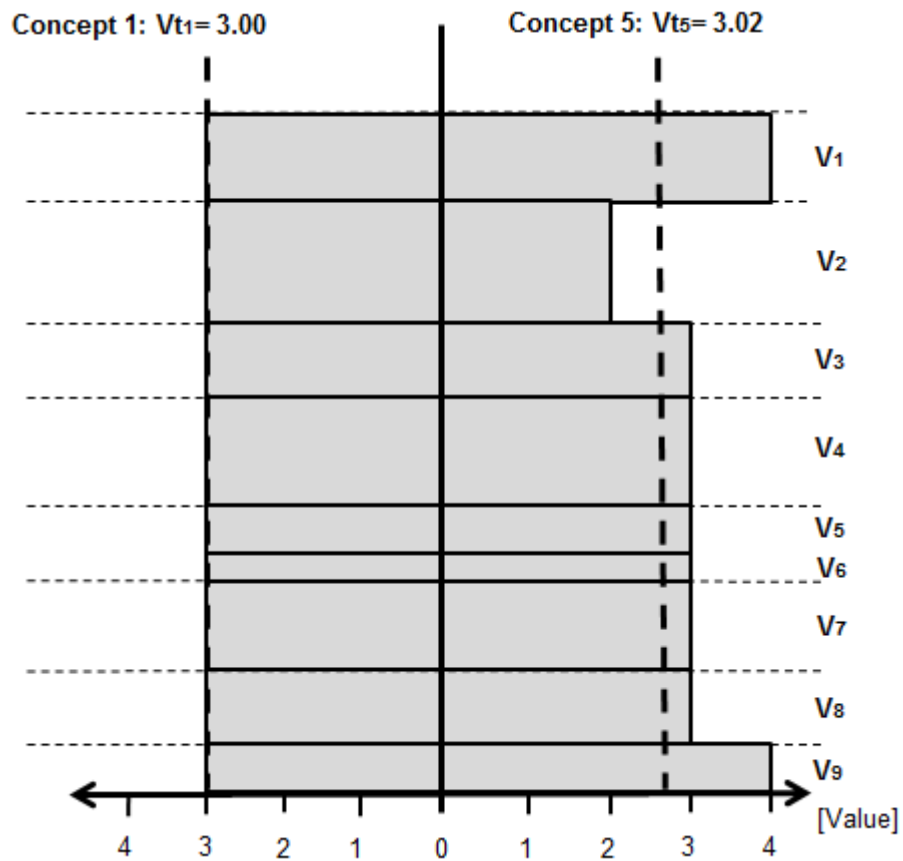 Concept 1: Vt1= 3.00
Concept 5: Vt5= 3.02
V1
V2
V3
V4
V5
V6
V7
V8
V9
[Value]
4 3 2 1 0 1 2 3 4